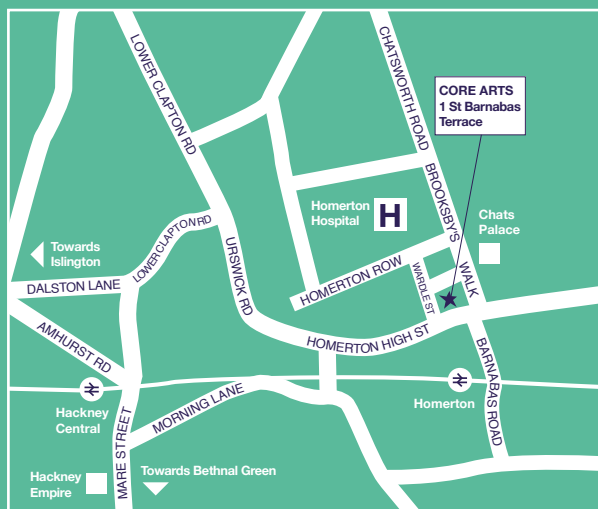 LOWER CLAPTON RD
CHATSWORTH ROAD
CORE ARTS
1 St Barnabas
Terrace
BROOKSBY'S
WALK
Homerton
Hospital
H
Chats
Palace
Towards
Islington
LOWER CLAPTON RD
URSWICK RD
HOMERTON ROW
WARDLE ST
DALSTON LANE
AMHURST RD
HOMERTON HIGH ST
BARNABAS ROAD
Hackney
Central
MORNING LANE
Homerton
MARE STREET
Hackney
Empire
Towards Bethnal Green